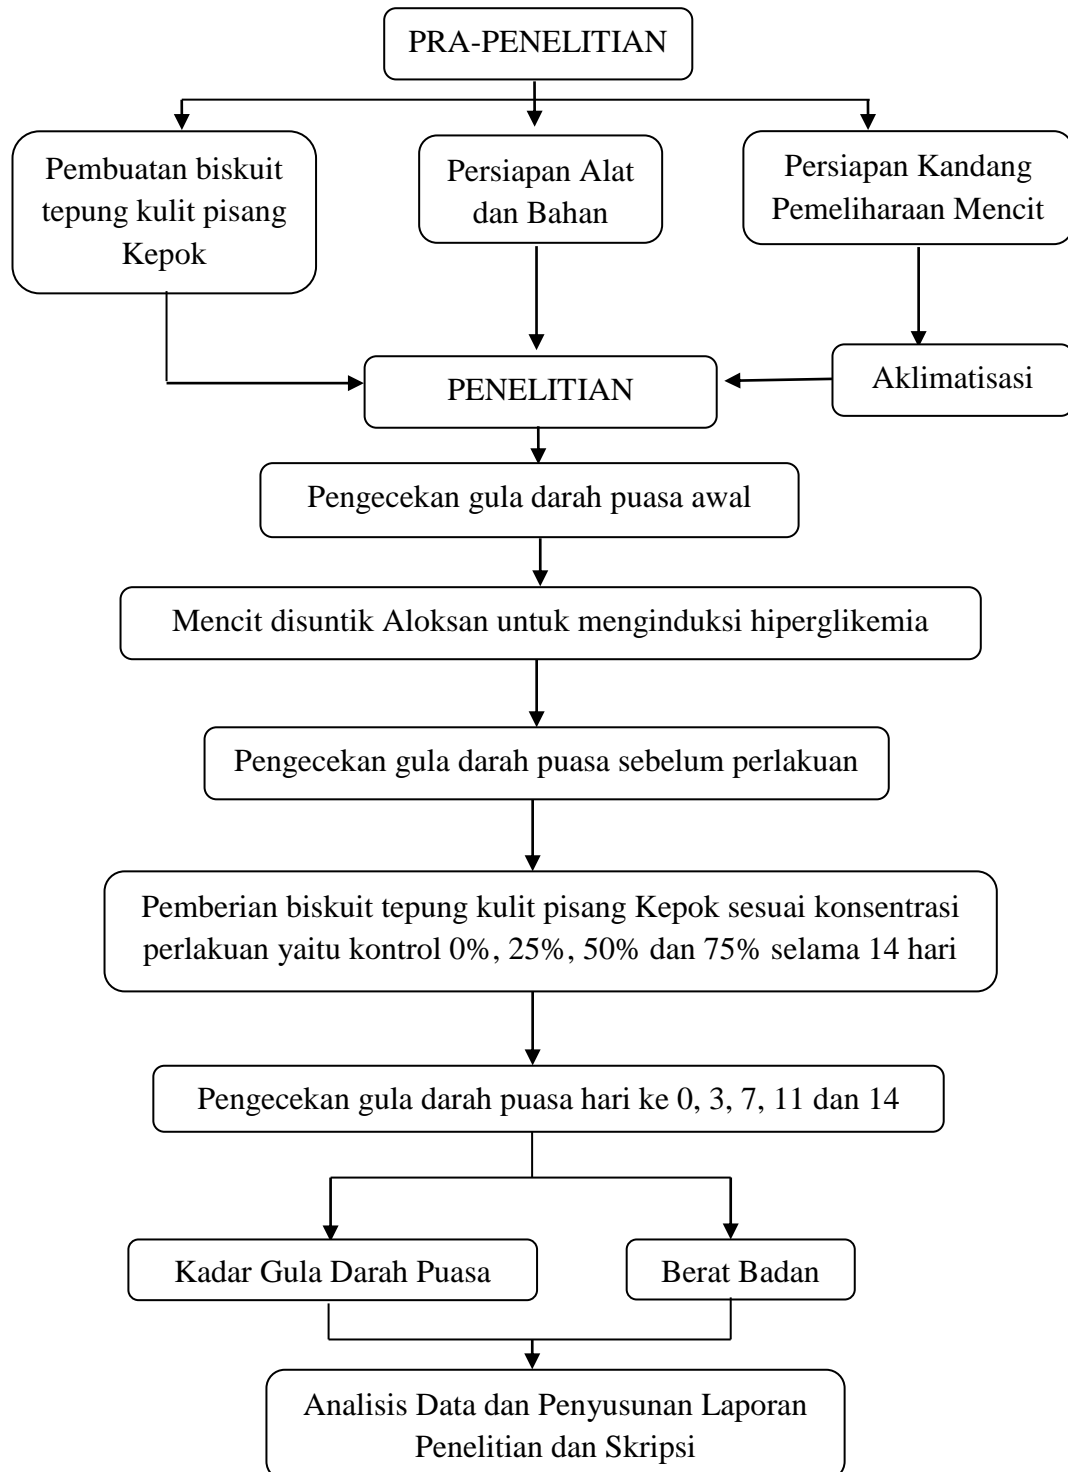 PRA-PENELITIAN
Pembuatan biskuit
tepung kulit pisang
Kepok
Persiapan Alat
dan Bahan
Persiapan Kandang
Pemeliharaan Mencit
Aklimatisasi
PENELITIAN
Pengecekan gula darah puasa awal
Mencit disuntik Aloksan untuk menginduksi hiperglikemia
Pengecekan gula darah puasa sebelum perlakuan
Pemberian biskuit tepung kulit pisang Kepok sesuai konsentrasi
perlakuan yaitu kontrol 0%, 25%, 50% dan 75% selama 14 hari
Pengecekan gula darah puasa hari ke 0, 3, 7, 11 dan 14
Kadar Gula Darah Puasa
Berat Badan
Analisis Data dan Penyusunan Laporan
Penelitian dan Skripsi